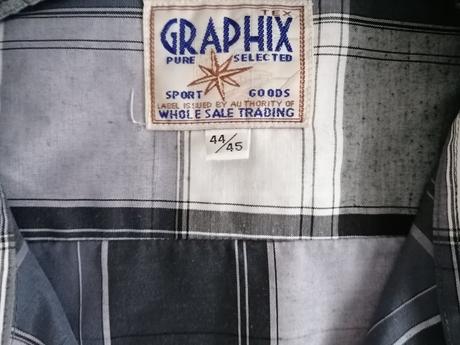 TEX
GRAPHIX
PURE SELECTED
SPORT GOODS
LABEL ISSUED BY AUTHORITY OF
WHOLE SALE TRADING
44/45